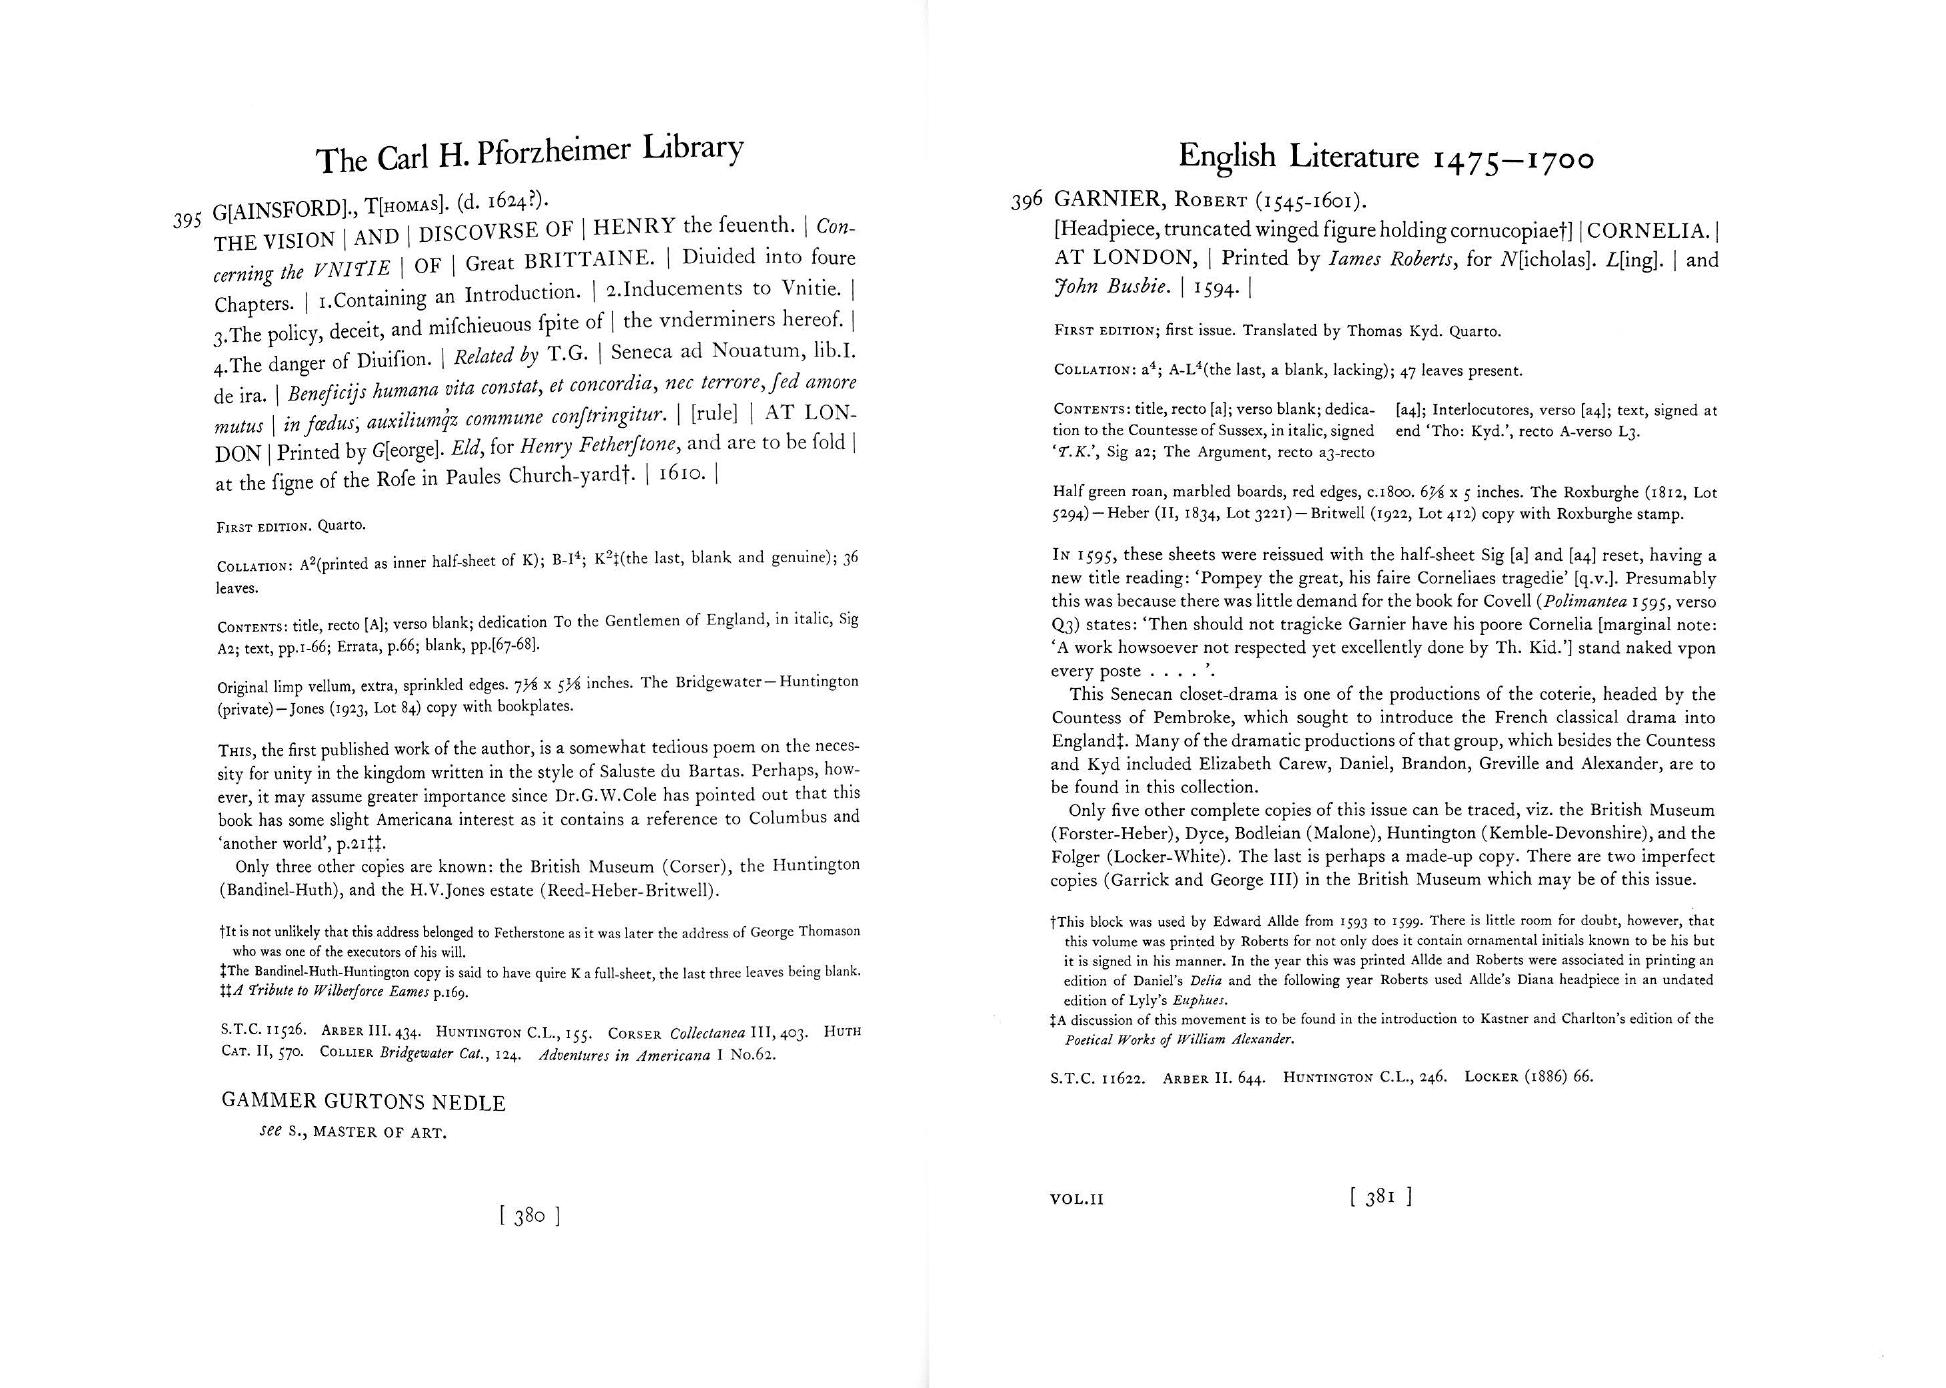 The Carl H. Pforzheimer Library
395 G[AINSFORD]., T[HOMAS]. (d. 1624?).
THE VISION | AND | DISCOVRSE OF | HENRY the ſeuenth. | Con-
cerning the VNITIE | OF | Great BRITTAINE. | Diuided into foure
Chapters. | 1.Containing an Introduction. | 2.Inducements to Vnitie. |
3.The policy, deceit, and miſchieuous ſpite of | the vnderminers hereof. |
4.The danger of Diuiſion. | Related by T.G. | Seneca ad Nouatum, lib.I.
de ira. | Beneficijs humana vita constat, et concordia, nec terrore, ſed amore
mutus | in fœdus, auxiliumq́z commune conſtringitur. | [rule] | AT LON-
DON | Printed by G[eorge]. Eld, for Henry Fetherſtone, and are to be ſold |
at the ſigne of the Roſe in Paules Church-yard†. | 1610. |
FIRST EDITION. Quarto.
COLLATION: A²(printed as inner half-sheet of K); B-I⁴; K²‡(the last, blank and genuine); 36
leaves.
CONTENTS: title, recto [A]; verso blank; dedication To the Gentlemen of England, in italic, Sig
A2; text, pp.1-66; Errata, p.66; blank, pp.[67-68].
Original limp vellum, extra, sprinkled edges. 7⅛ x 5⅛ inches. The Bridgewater—Huntington
(private)—Jones (1923, Lot 84) copy with bookplates.
THIS, the first published work of the author, is a somewhat tedious poem on the neces-
sity for unity in the kingdom written in the style of Saluste du Bartas. Perhaps, how-
ever, it may assume greater importance since Dr.G.W.Cole has pointed out that this
book has some slight Americana interest as it contains a reference to Columbus and
‘another world’, p.21‡‡.
Only three other copies are known: the British Museum (Corser), the Huntington
(Bandinel-Huth), and the H.V.Jones estate (Reed-Heber-Britwell).
†It is not unlikely that this address belonged to Fetherstone as it was later the address of George Thomason
who was one of the executors of his will.
‡The Bandinel-Huth-Huntington copy is said to have quire K a full-sheet, the last three leaves being blank.
‡‡A Tribute to Wilberforce Eames p.169.
S.T.C. 11526. ARBER III. 434. HUNTINGTON C.L., 155. CORSER Collectanea III, 403. HUTH
CAT. II, 570. COLLIER Bridgewater Cat., 124. Adventures in Americana I No.62.
GAMMER GURTONS NEDLE
see S., MASTER OF ART.
[ 380 ]
English Literature 1475—1700
396 GARNIER, ROBERT (1545-1601).
[Headpiece, truncated winged figure holding cornucopiae†] | CORNELIA. |
AT LONDON, | Printed by Iames Roberts, for N[icholas]. L[ing]. | and
John Busbie. | 1594. |
FIRST EDITION; first issue. Translated by Thomas Kyd. Quarto.
COLLATION: a⁴; A-L⁴(the last, a blank, lacking); 47 leaves present.
CONTENTS: title, recto [a]; verso blank; dedica-
tion to the Countesse of Sussex, in italic, signed
‘T.K.’, Sig a2; The Argument, recto a3-recto
[a4]; Interlocutores, verso [a4]; text, signed at
end ‘Tho: Kyd.’, recto A-verso L3.
Half green roan, marbled boards, red edges, c.1800. 6⅞ x 5 inches. The Roxburghe (1812, Lot
5294)—Heber (II, 1834, Lot 3221)—Britwell (1922, Lot 412) copy with Roxburghe stamp.
IN 1595, these sheets were reissued with the half-sheet Sig [a] and [a4] reset, having a
new title reading: ‘Pompey the great, his faire Corneliaes tragedie’ [q.v.]. Presumably
this was because there was little demand for the book for Covell (Polimantea 1595, verso
Q3) states: ‘Then should not tragicke Garnier have his poore Cornelia [marginal note:
‘A work howsoever not respected yet excellently done by Th. Kid.’] stand naked vpon
every poste . . . . ’.
This Senecan closet-drama is one of the productions of the coterie, headed by the
Countess of Pembroke, which sought to introduce the French classical drama into
England‡. Many of the dramatic productions of that group, which besides the Countess
and Kyd included Elizabeth Carew, Daniel, Brandon, Greville and Alexander, are to
be found in this collection.
Only five other complete copies of this issue can be traced, viz. the British Museum
(Forster-Heber), Dyce, Bodleian (Malone), Huntington (Kemble-Devonshire), and the
Folger (Locker-White). The last is perhaps a made-up copy. There are two imperfect
copies (Garrick and George III) in the British Museum which may be of this issue.
†This block was used by Edward Allde from 1593 to 1599. There is little room for doubt, however, that
this volume was printed by Roberts for not only does it contain ornamental initials known to be his but
it is signed in his manner. In the year this was printed Allde and Roberts were associated in printing an
edition of Daniel’s Delia and the following year Roberts used Allde’s Diana headpiece in an undated
edition of Lyly’s Euphues.
‡A discussion of this movement is to be found in the introduction to Kastner and Charlton’s edition of the
Poetical Works of William Alexander.
S.T.C. 11622. ARBER II. 644. HUNTINGTON C.L., 246. LOCKER (1886) 66.
VOL.II
[ 381 ]